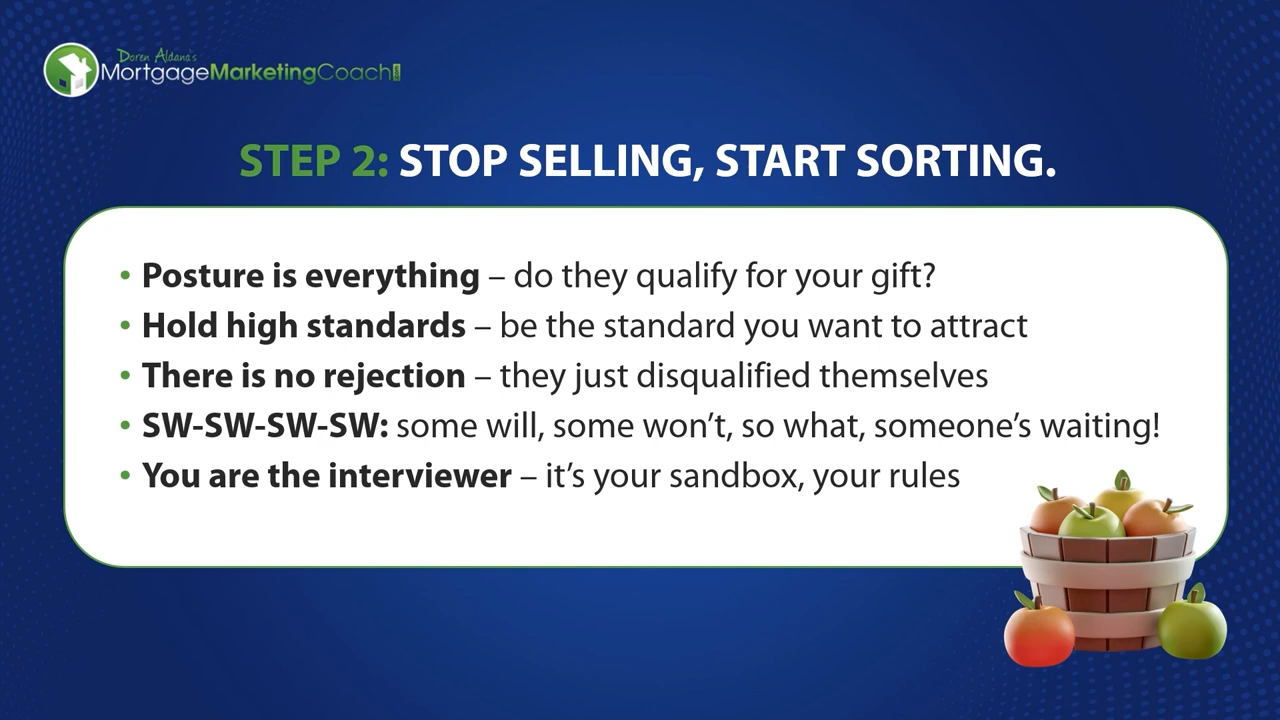 Doren Aldana's
MortgageMarketingCoach
STEP 2: STOP SELLING, START SORTING.
• Posture is everything – do they qualify for your gift?
• Hold high standards – be the standard you want to attract
• There is no rejection – they just disqualified themselves
• SW-SW-SW-SW: some will, some won’t, so what, someone’s waiting!
• You are the interviewer – it’s your sandbox, your rules